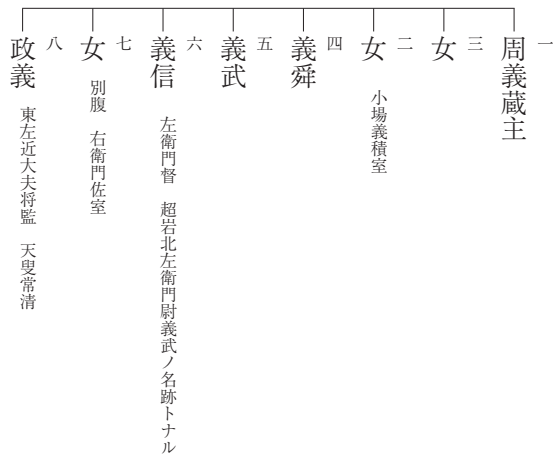 一
周義蔵主
三
女
二
女 小場義積室
四
義舜
五
義武
六
義信 左衛門督 超岩北左衛門尉義武ノ名跡トナル
七
女 別腹 右衛門佐室
八
政義 東左近大夫将監 天叟常清